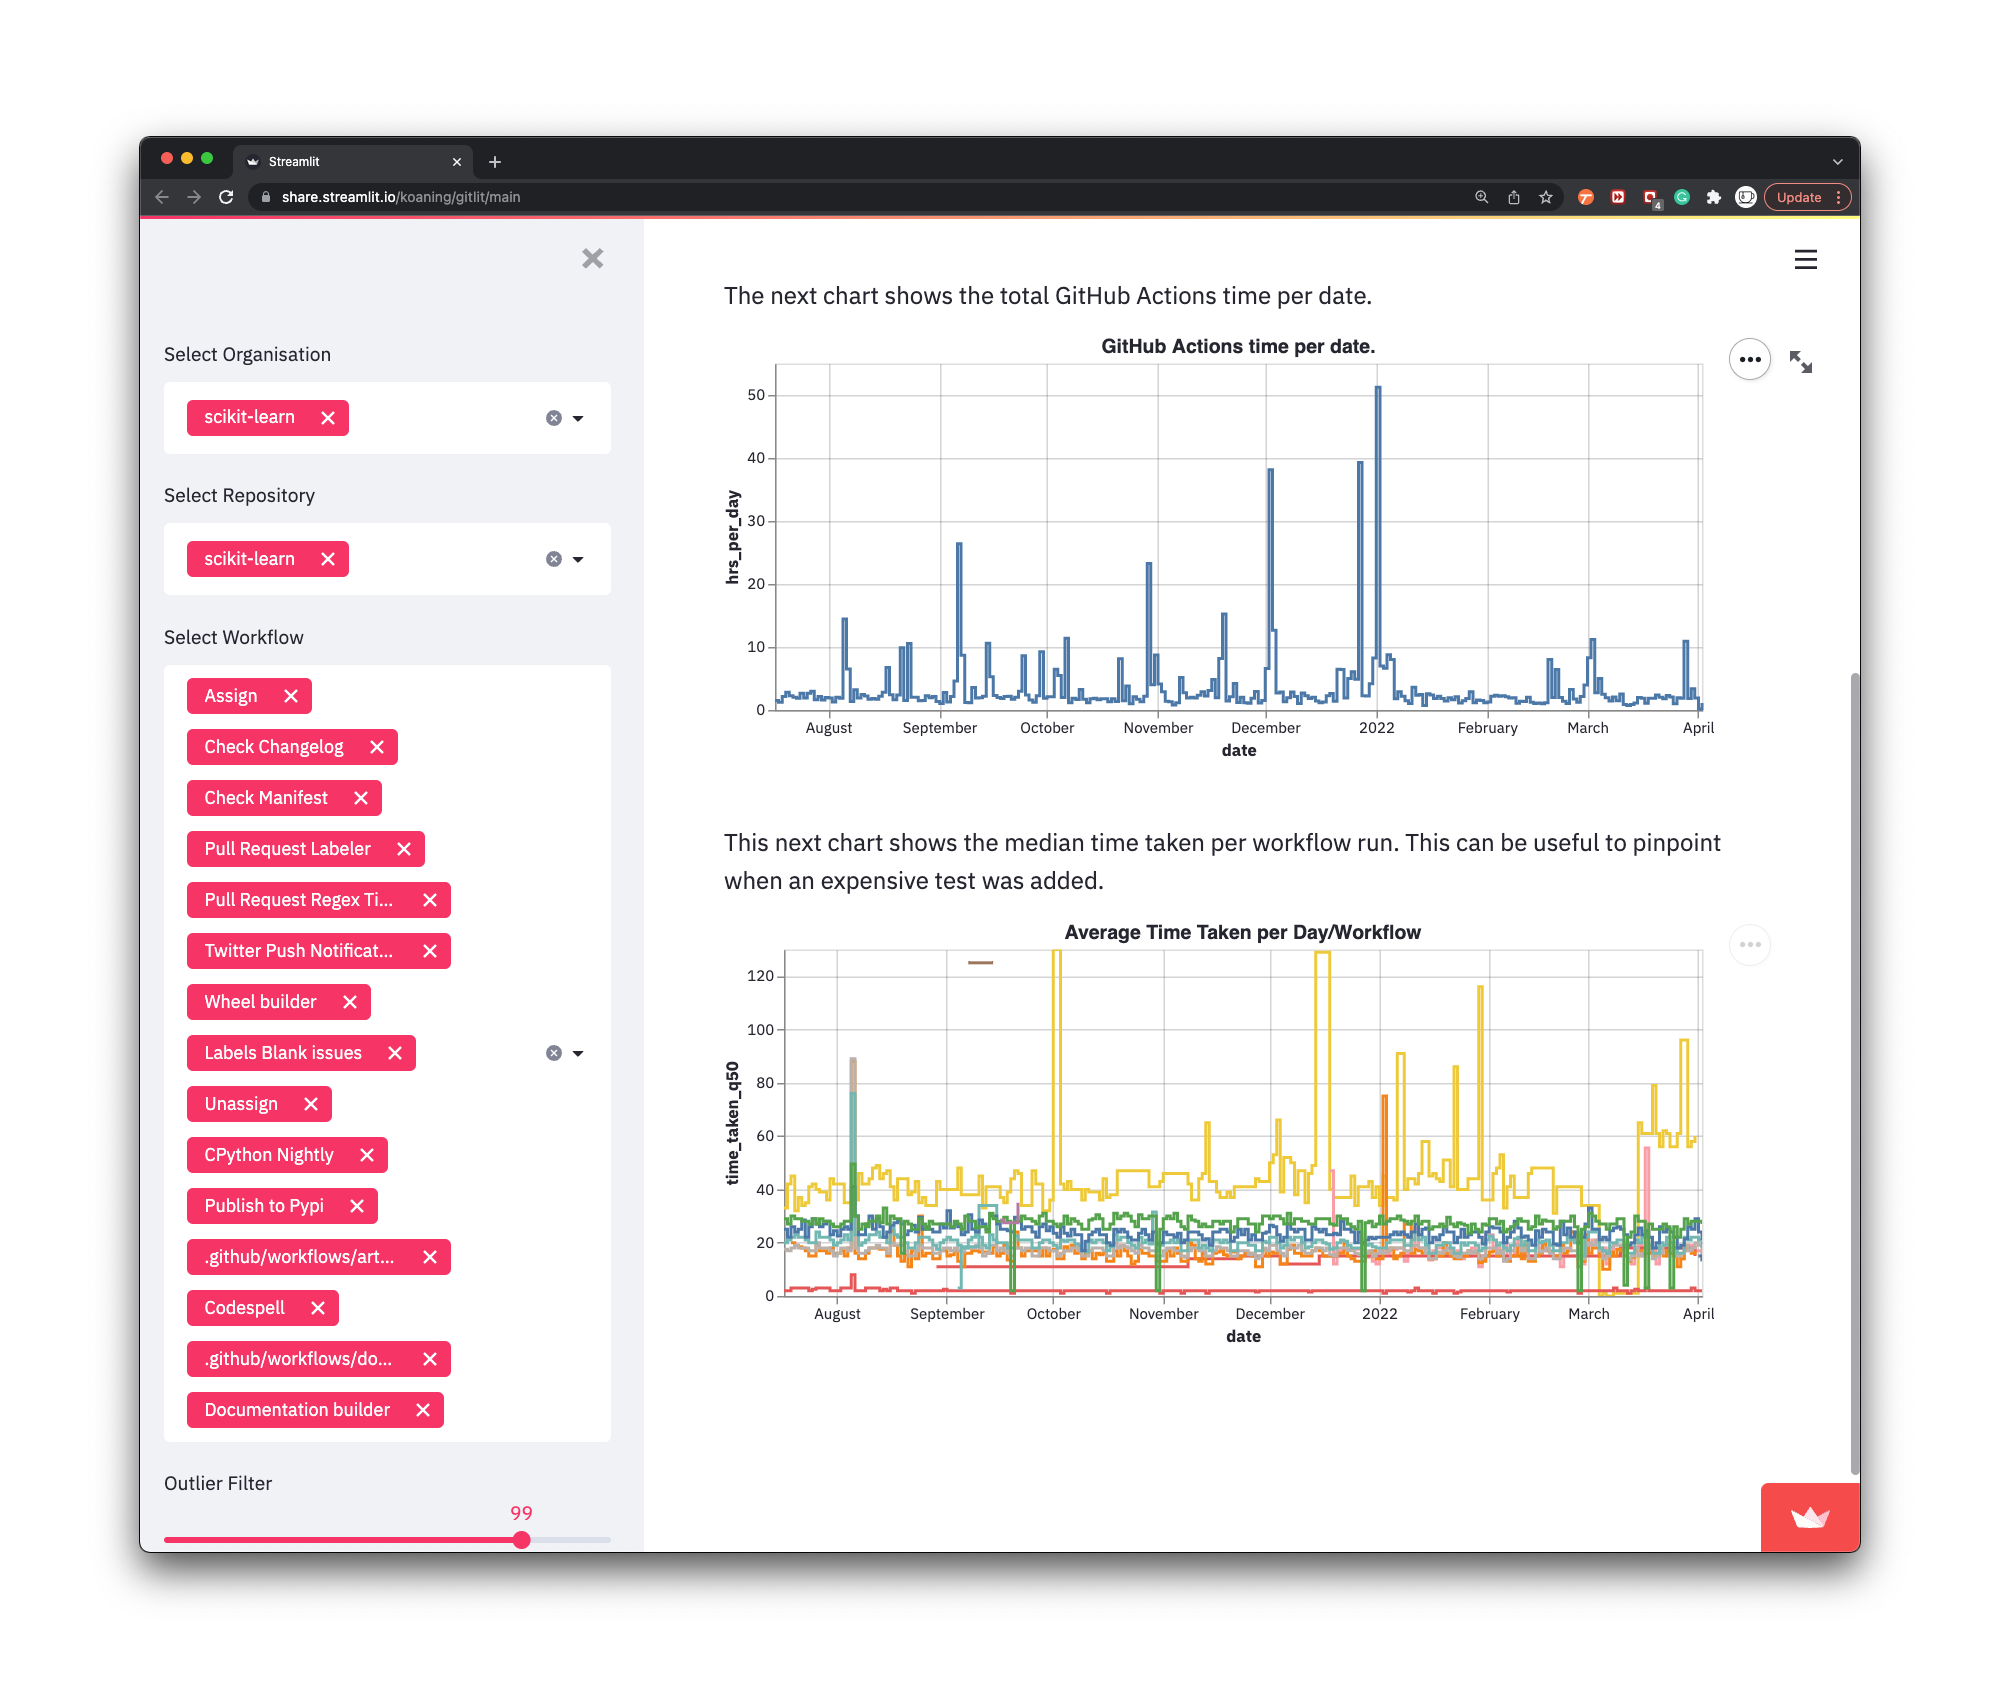 Streamlit
share.streamlit.io/koaning/gitlit/main
4
Update
Select Organisation
scikit-learn
Select Repository
scikit-learn
Select Workflow
Assign
Check Changelog
Check Manifest
Pull Request Labeler
Pull Request Regex Ti...
Twitter Push Notificat...
Wheel builder
Labels Blank issues
Unassign
CPython Nightly
Publish to Pypi
.github/workflows/art...
Codespell
.github/workflows/do...
Documentation builder
Outlier Filter
99
The next chart shows the total GitHub Actions time per date.
GitHub Actions time per date.
hrs_per_day
50
40
30
20
10
0
August September October November December 2022 February March April
date
This next chart shows the median time taken per workflow run. This can be useful to pinpoint
when an expensive test was added.
Average Time Taken per Day/Workflow
time_taken_q50
120
100
80
60
40
20
0
August September October November December 2022 February March April
date